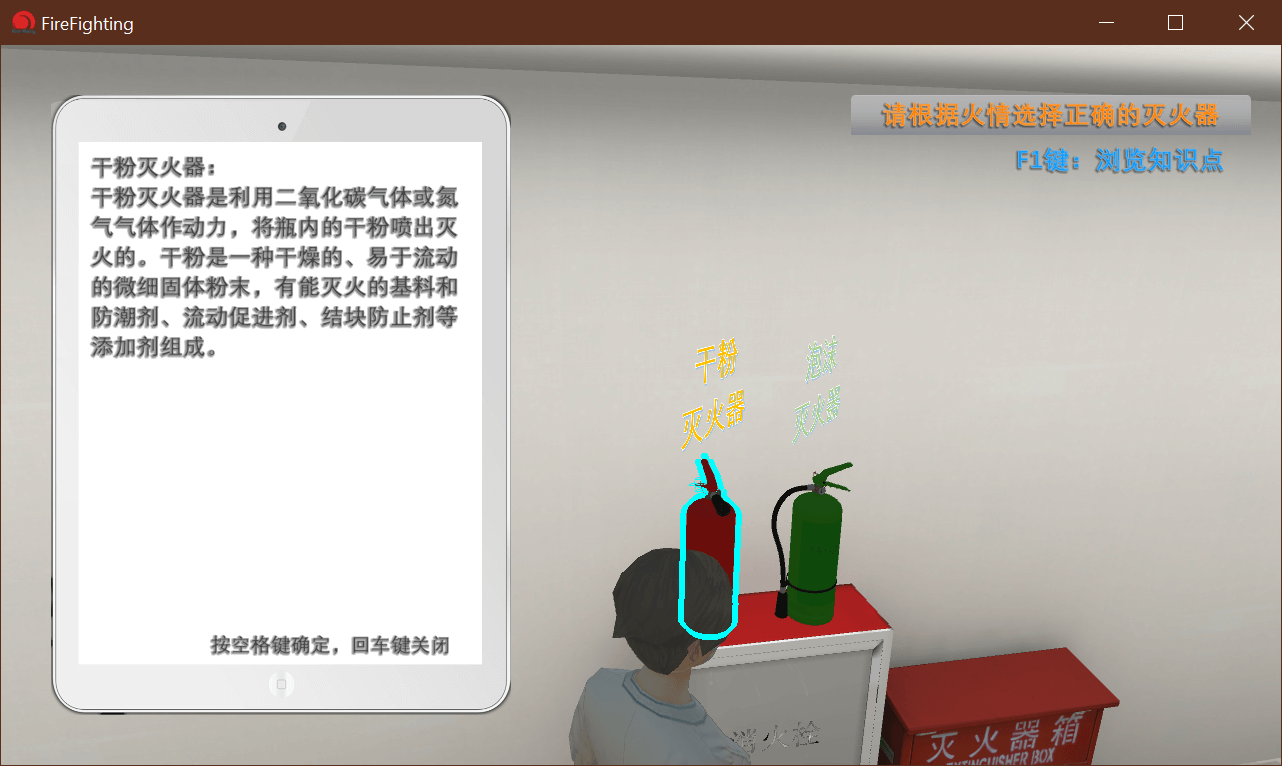 FireFighting
干粉灭火器：
干粉灭火器是利用二氧化碳气体或氮
气气体作动力，将瓶内的干粉喷出灭
火的。干粉是一种干燥的、易于流动
的微细固体粉末，有能灭火的基料和
防潮剂、流动促进剂、结块防止剂等
添加剂组成。
按空格键确定，回车键关闭
请根据火情选择正确的灭火器
F1键：浏览知识点
干粉
灭火器
泡沫
灭火器
消火栓
灭火器箱
EXTINGUISHER BOX